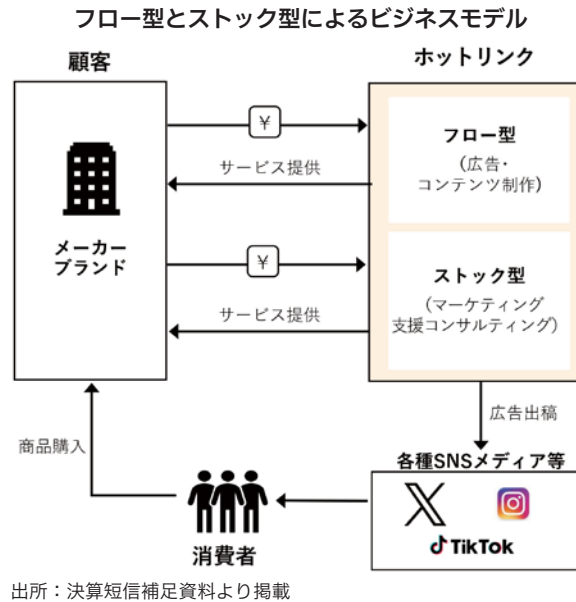 フロー型とストック型によるビジネスモデル
顧客
ホットリンク
¥
サービス提供
フロー型
(広告・
コンテンツ制作)
メーカー
ブランド
¥
サービス提供
ストック型
(マーケティング
支援コンサルティング)
広告出稿
商品購入
各種SNSメディア等
X
TikTok
消費者
出所：決算短信補足資料より掲載